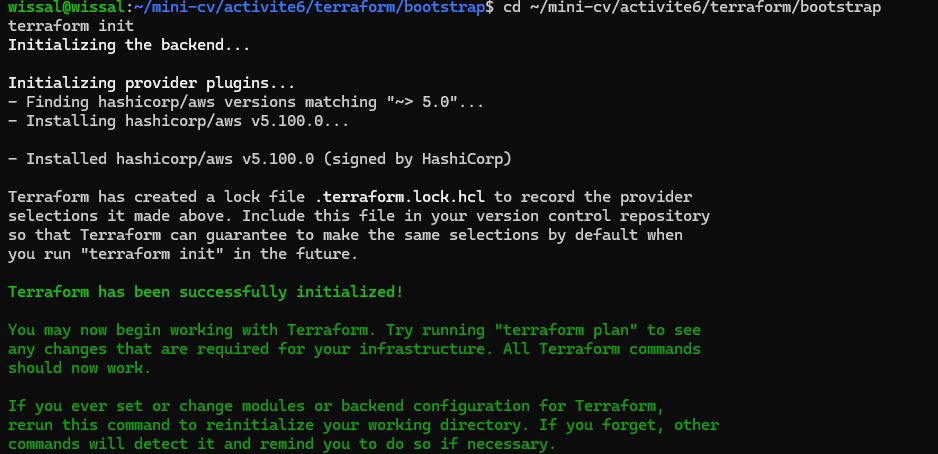 wissal@wissal:~/mini-cv/activite6/terraform/bootstrap$ cd ~/mini-cv/activite6/terraform/bootstrap
terraform init
Initializing the backend...
Initializing provider plugins...
- Finding hashicorp/aws versions matching "~> 5.0"...
- Installing hashicorp/aws v5.100.0...
- Installed hashicorp/aws v5.100.0 (signed by HashiCorp)
Terraform has created a lock file .terraform.lock.hcl to record the provider
selections it made above. Include this file in your version control repository
so that Terraform can guarantee to make the same selections by default when
you run "terraform init" in the future.
Terraform has been successfully initialized!
You may now begin working with Terraform. Try running "terraform plan" to see
any changes that are required for your infrastructure. All Terraform commands
should now work.
If you ever set or change modules or backend configuration for Terraform,
rerun this command to reinitialize your working directory. If you forget, other
commands will detect it and remind you to do so if necessary.